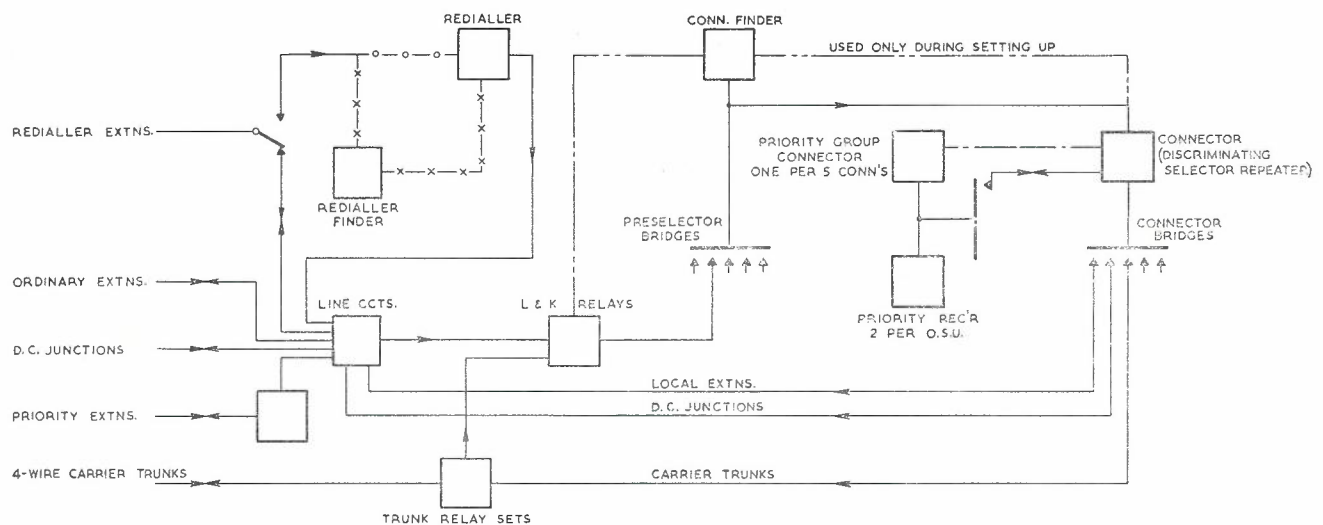 REDIALLER
CONN. FINDER
USED ONLY DURING SETTING UP
REDIALLER EXTNS.
PRIORITY GROUP
CONNECTOR
ONE PER 5 CONN'S
CONNECTOR
(DISCRIMINATING
SELECTOR REPEATER)
REDIALLER
FINDER
PRESELECTOR
BRIDGES
CONNECTOR
BRIDGES
ORDINARY EXTNS.
LINE CCTS.
L & K RELAYS
PRIORITY REC'R
2 PER O.S.U.
D.C. JUNCTIONS
LOCAL EXTNS.
PRIORITY EXTNS.
D.C. JUNCTIONS
4-WIRE CARRIER TRUNKS
CARRIER TRUNKS
TRUNK RELAY SETS